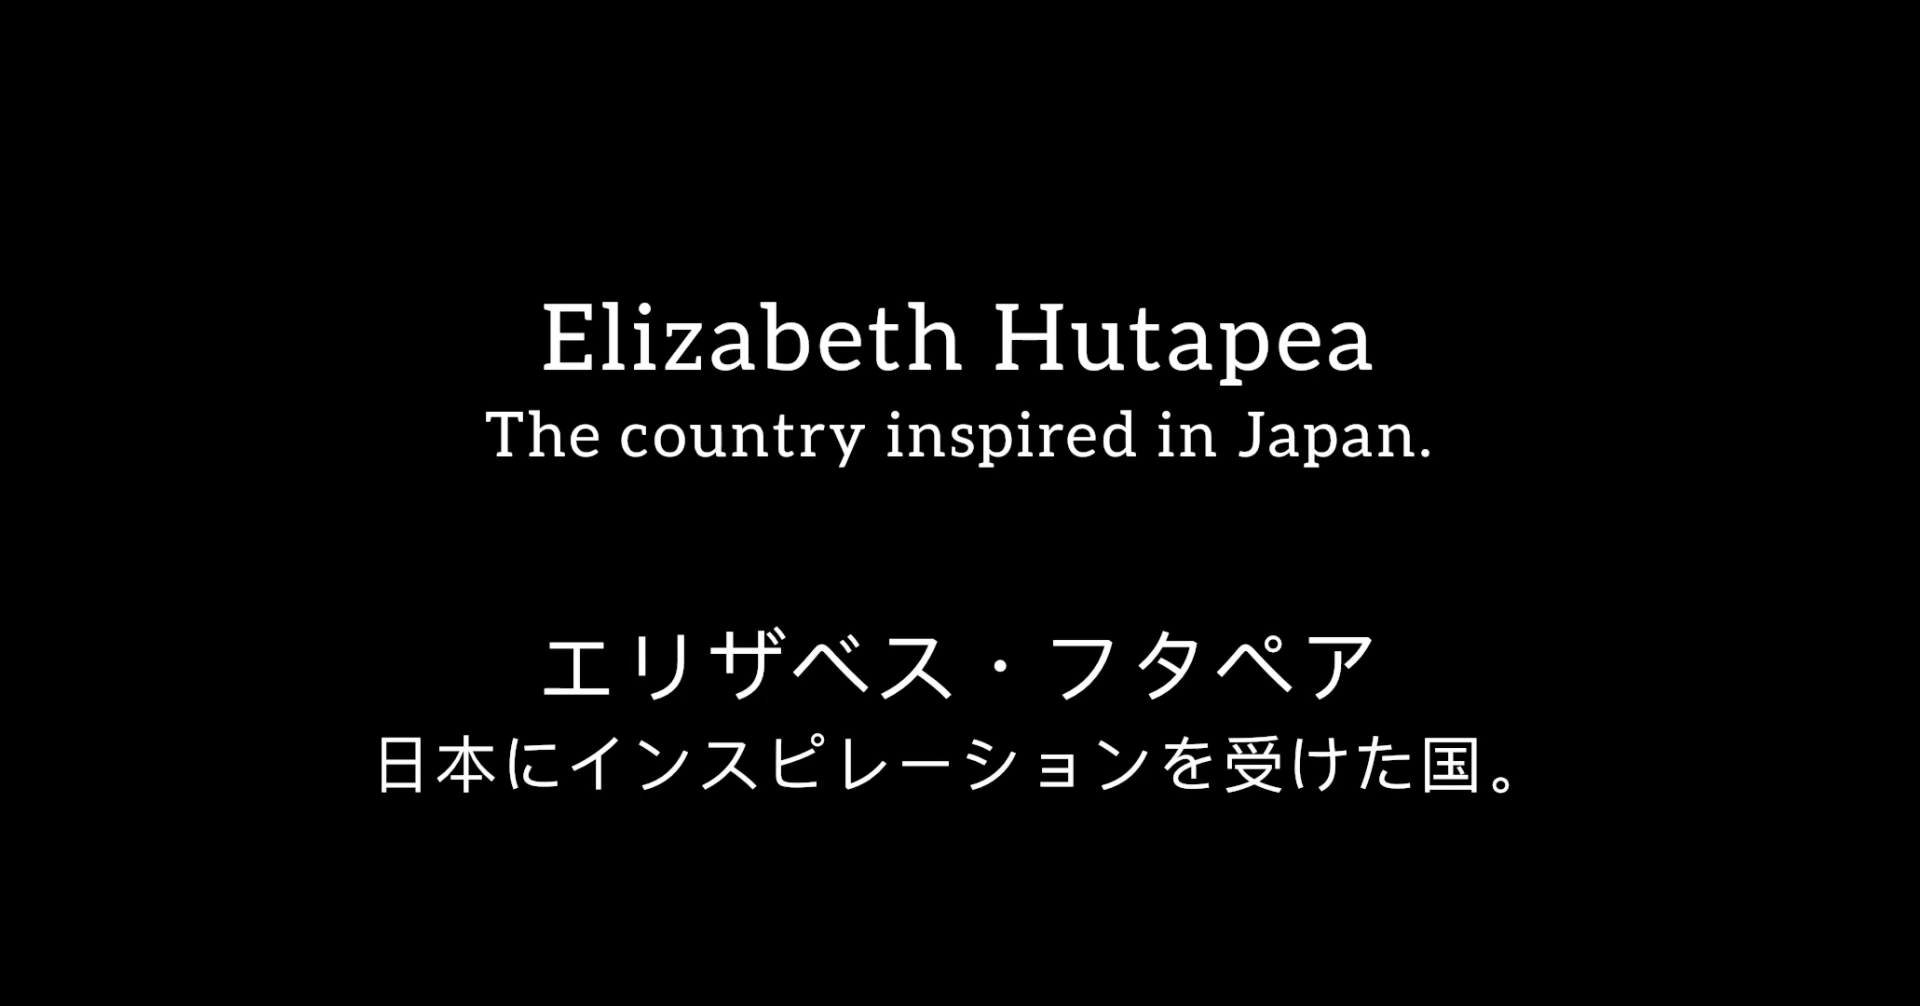 Elizabeth Hutapea
The country inspired in Japan.
エリザベス・フタペア
日本にインスピレーションを受けた国。